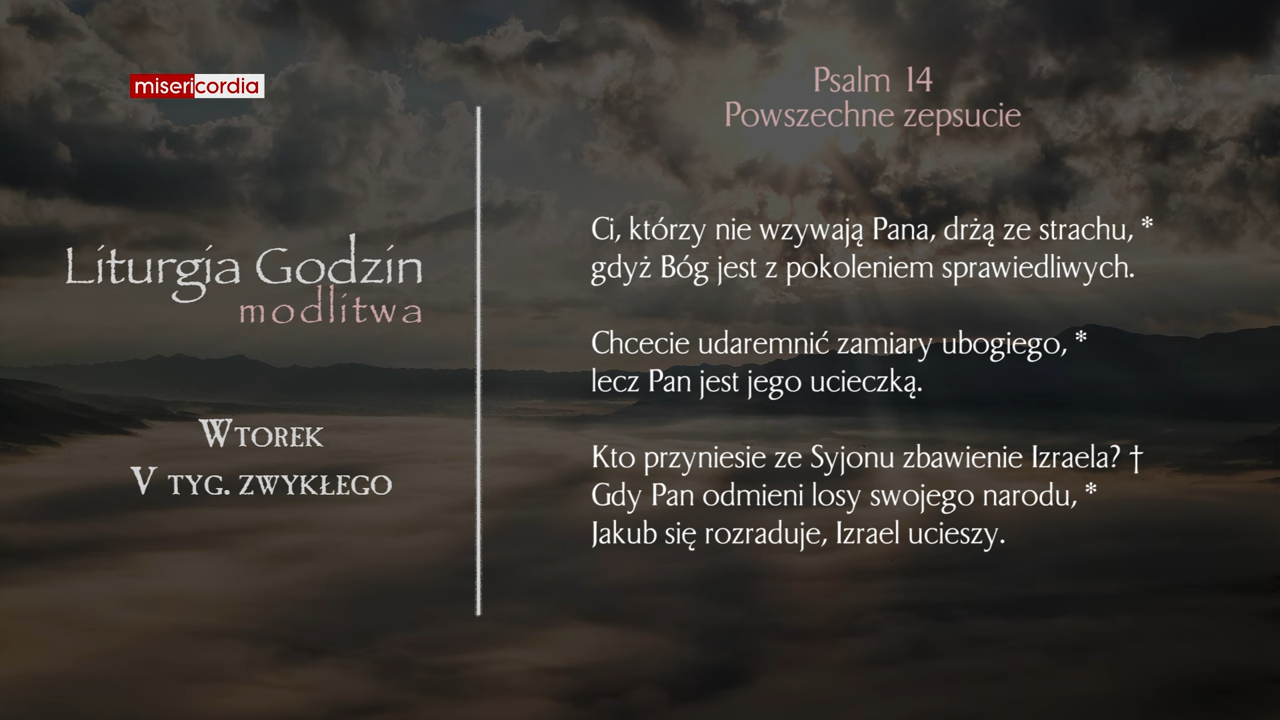 misericordia
Liturgia Godzin
modlitwa
Wtorek
V tyg. zwykłego
Psalm 14
Powszechne zepsucie
Ci, którzy nie wzywają Pana, drżą ze strachu, *
gdyż Bóg jest z pokoleniem sprawiedliwych.
Chcecie udaremnić zamiary ubogiego, *
lecz Pan jest jego ucieczką.
Kto przyniesie ze Syjonu zbawienie Izraela? †
Gdy Pan odmieni losy swojego narodu, *
Jakub się rozraduje, Izrael ucieszy.